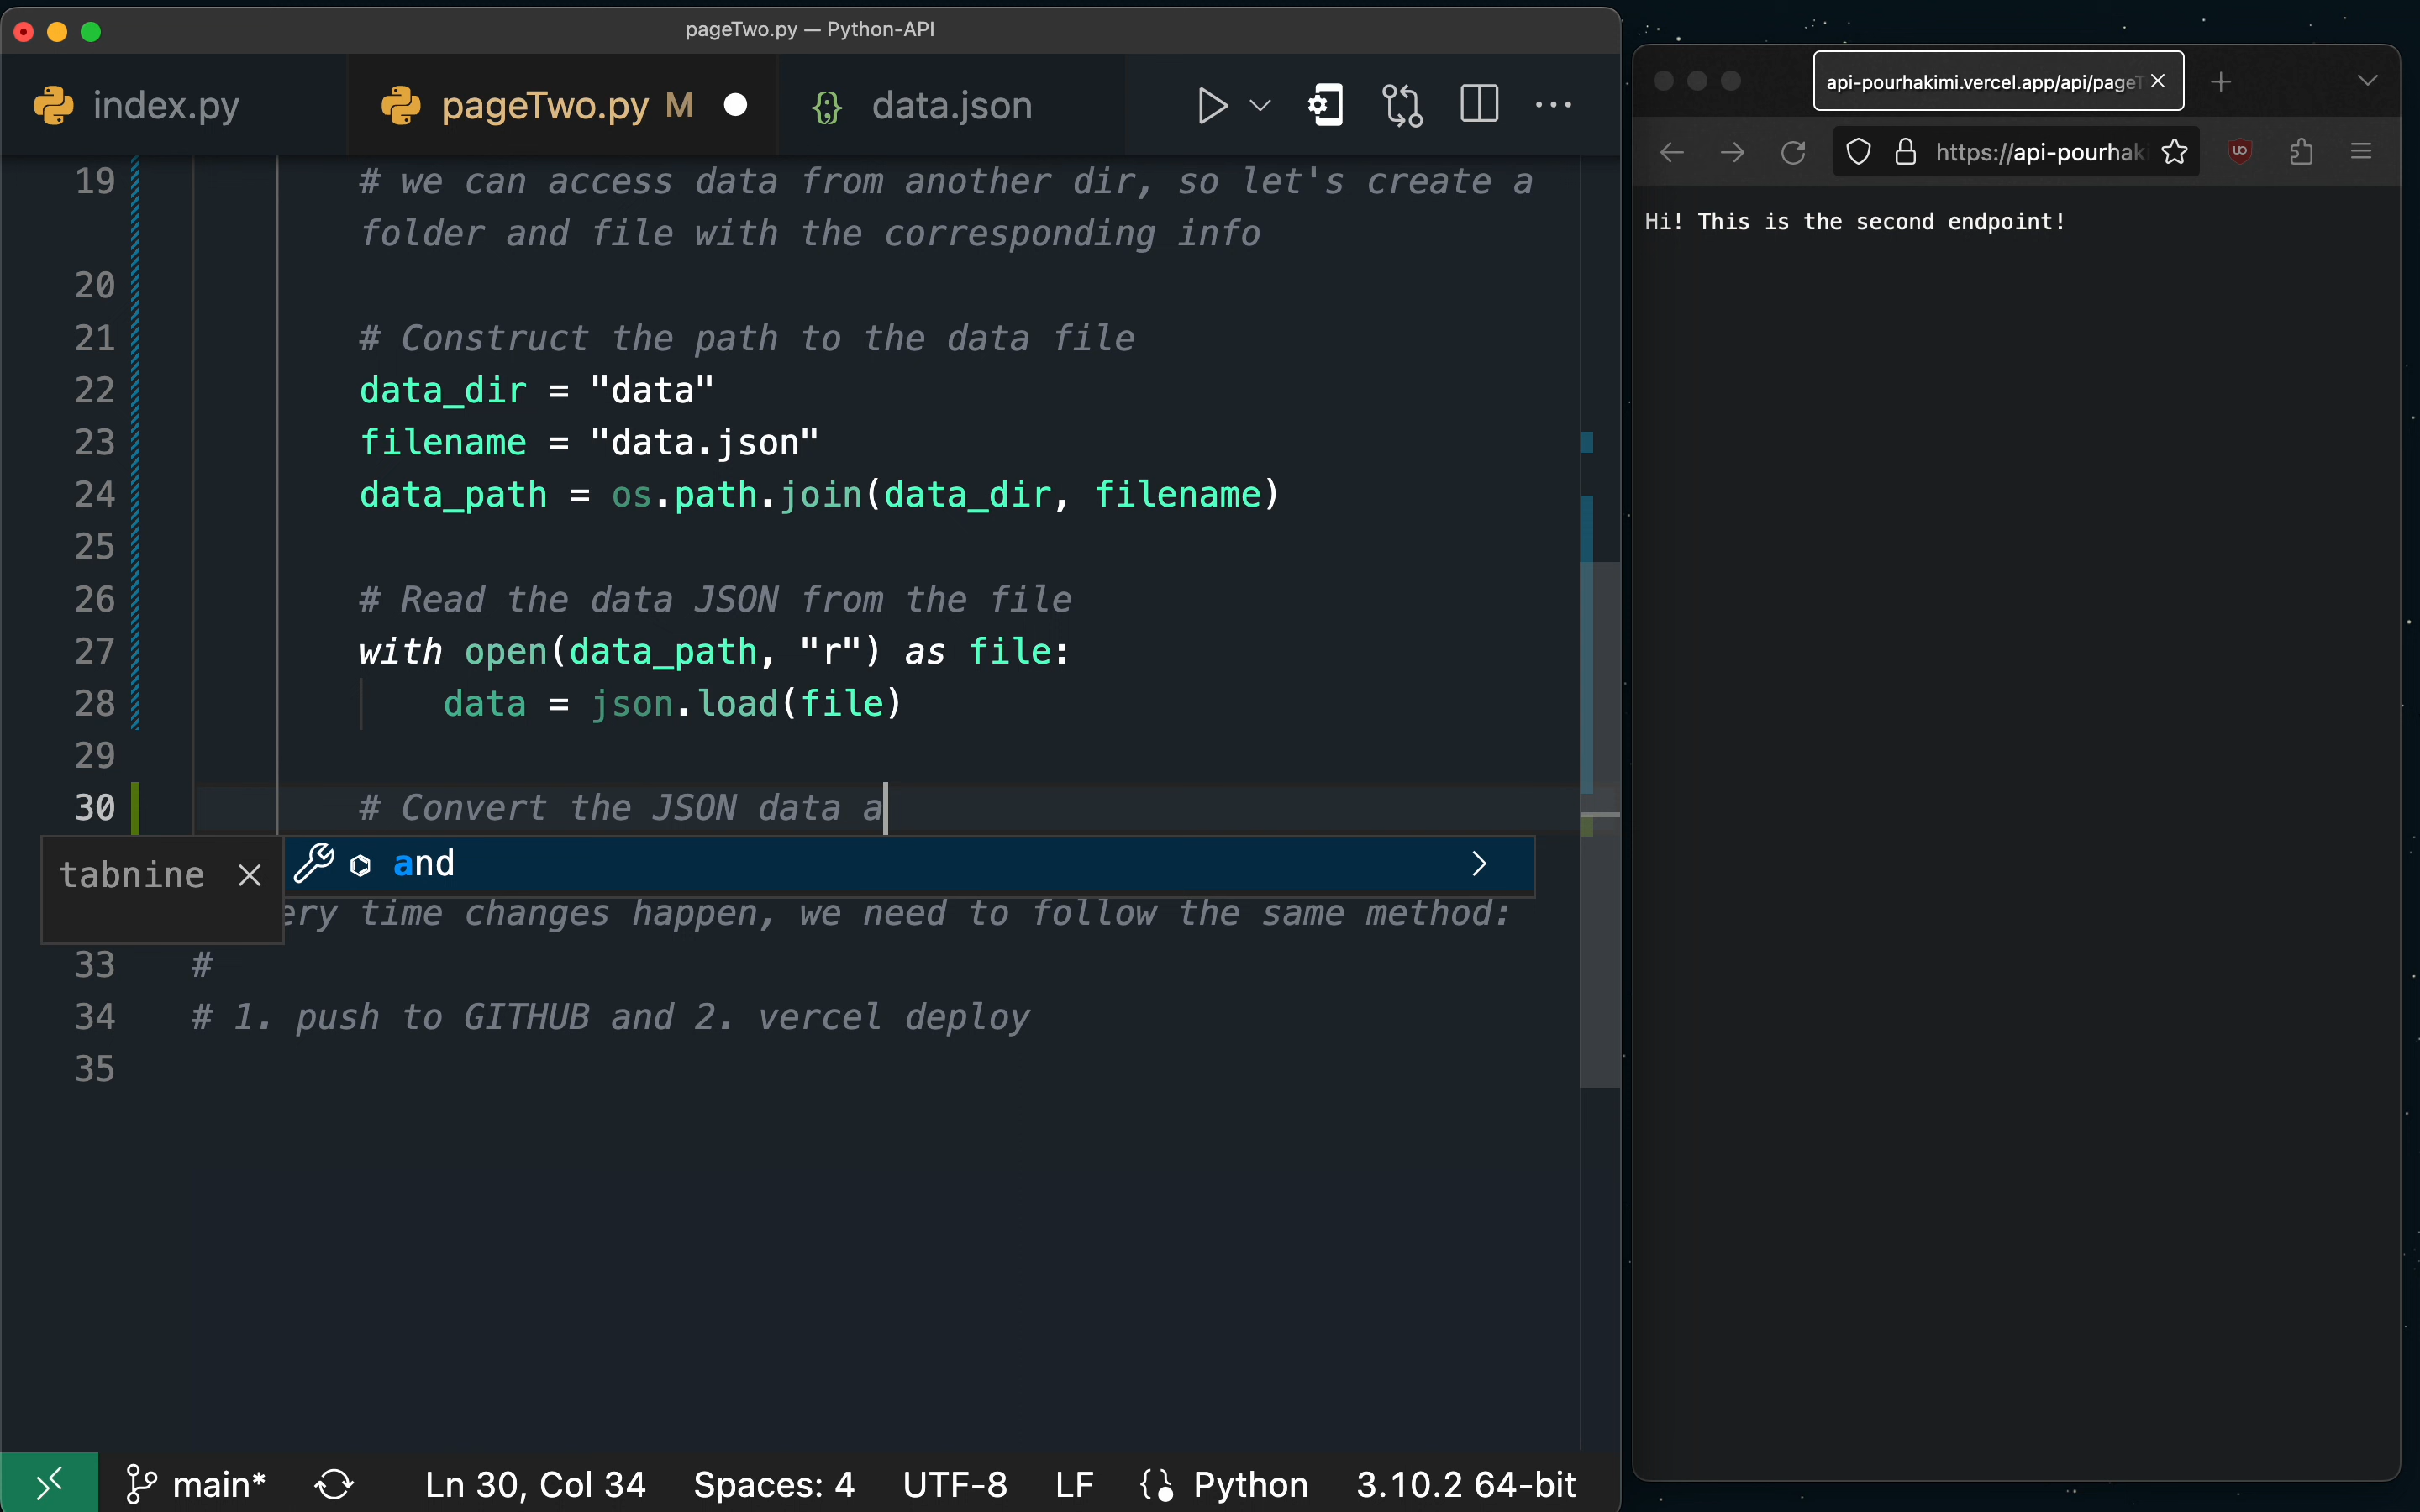 pageTwo.py — Python-API
index.py
pageTwo.py M
data.json
19 # we can access data from another dir, so let's create a
folder and file with the corresponding info
20
21 # Construct the path to the data file
22 data_dir = "data"
23 filename = "data.json"
24 data_path = os.path.join(data_dir, filename)
25
26 # Read the data JSON from the file
27 with open(data_path, "r") as file:
28 data = json.load(file)
29
30 # Convert the JSON data a
tabnine
and
ery time changes happen, we need to follow the same method:
33 #
34 # 1. push to GITHUB and 2. vercel deploy
35
main* Ln 30, Col 34 Spaces: 4 UTF-8 LF Python 3.10.2 64-bit
api-pourhakimi.vercel.app/api/pageT
https://api-pourhak
Hi! This is the second endpoint!